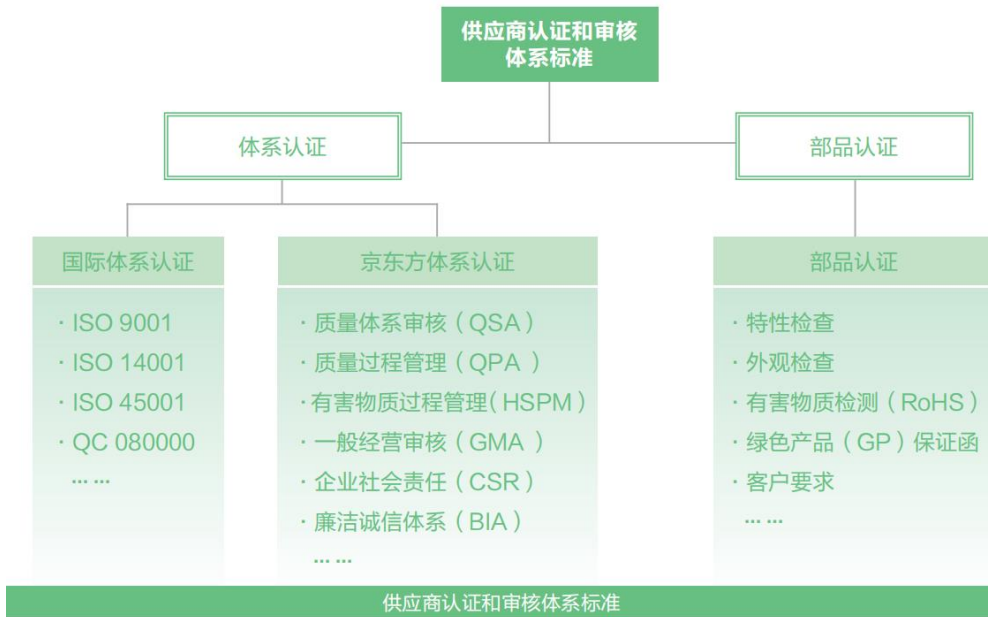 供应商认证和审核
体系标准
体系认证
部品认证
国际体系认证
· ISO 9001
· ISO 14001
· ISO 45001
· QC 080000
... ...
京东方体系认证
· 质量体系审核（QSA）
· 质量过程管理（QPA ）
· 有害物质过程管理（HSPM）
· 一般经营审核（GMA ）
· 企业社会责任（CSR）
· 廉洁诚信体系（BIA）
... ...
部品认证
· 特性检查
· 外观检查
· 有害物质检测（RoHS）
· 绿色产品（GP）保证函
· 客户要求
... ...
供应商认证和审核体系标准